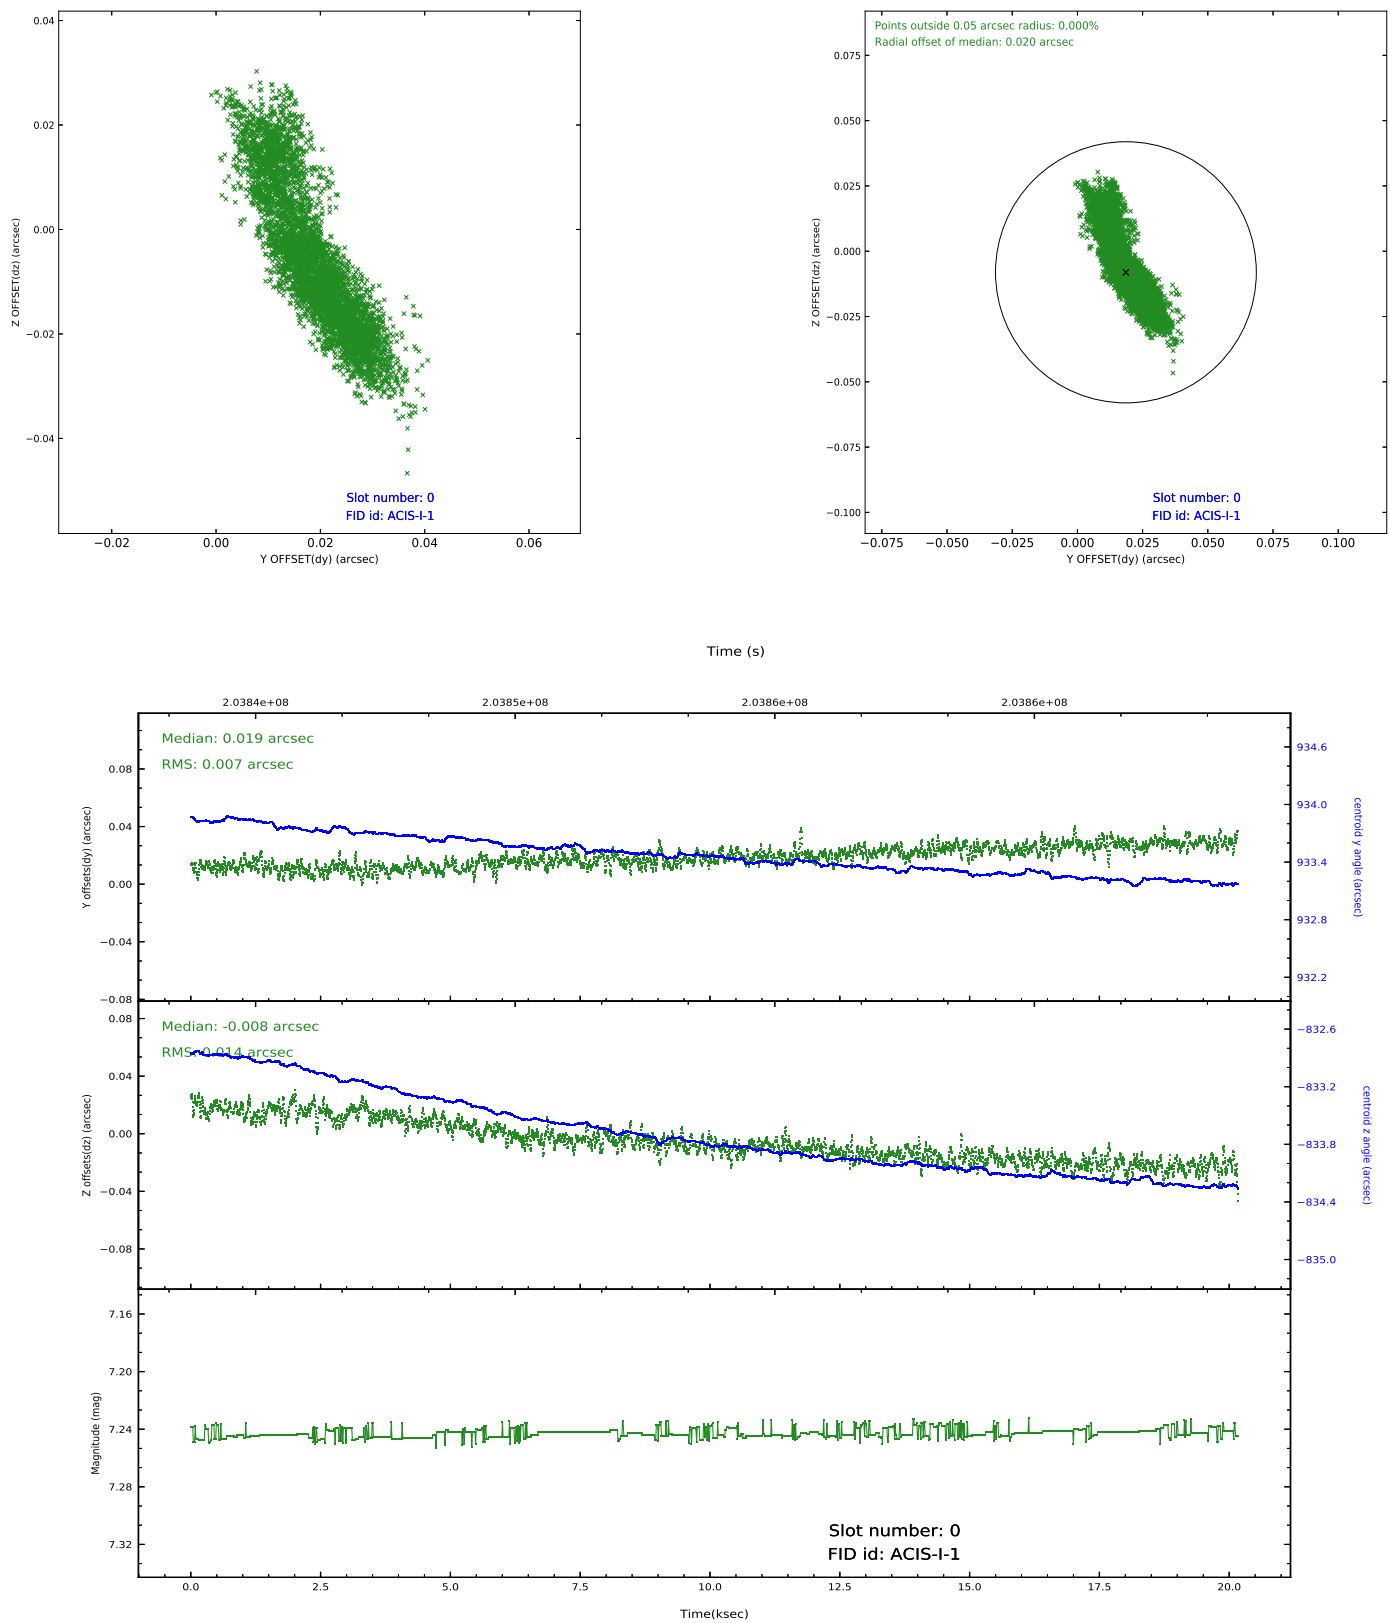 0.04
0.02
0.00
−0.02
−0.04
Z OFFSET(dz) (arcsec)
Slot number: 0
FID id: ACIS-I-1
−0.02 0.00 0.02 0.04 0.06
Y OFFSET(dy) (arcsec)
Points outside 0.05 arcsec radius: 0.000%
Radial offset of median: 0.020 arcsec
0.075
0.050
0.025
0.000
−0.025
−0.050
−0.075
−0.100
Z OFFSET(dz) (arcsec)
Slot number: 0
FID id: ACIS-I-1
−0.075 −0.050 −0.025 0.000 0.025 0.050 0.075 0.100
Y OFFSET(dy) (arcsec)
Time (s)
2.0384e+08 2.0385e+08 2.0386e+08 2.0386e+08
Median: 0.019 arcsec
RMS: 0.007 arcsec
0.08
0.04
0.00
−0.04
−0.08
Y offsets(dy) (arcsec)
934.6
934.0
933.4
932.8
932.2
centroid y angle (arcsec)
Median: -0.008 arcsec
RMS: 0.014 arcsec
0.08
0.04
0.00
−0.04
−0.08
Z offsets(dz) (arcsec)
−832.6
−833.2
−833.8
−834.4
−835.0
centroid z angle (arcsec)
7.16
7.20
7.24
7.28
7.32
Magnitude (mag)
Slot number: 0
FID id: ACIS-I-1
0.0 2.5 5.0 7.5 10.0 12.5 15.0 17.5 20.0
Time(ksec)